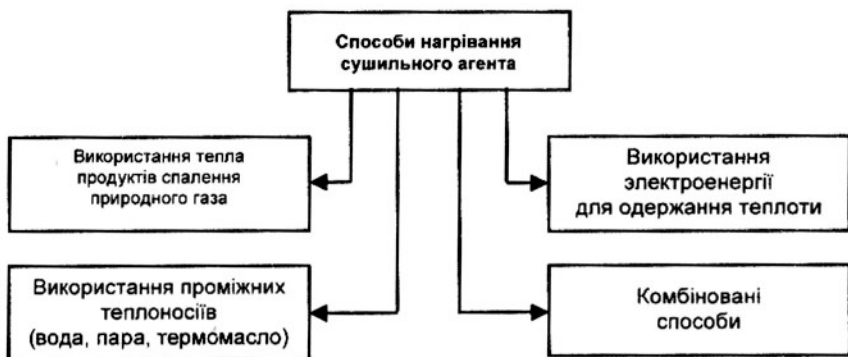 Способи нагрівання
сушильного агента
Використання тепла
продуктів спалення
природного газа
Використання
электроенергії
для одержання теплоти
Використання проміжних
теплоносіїв
(вода, пара, термомасло)
Комбіновані
способи